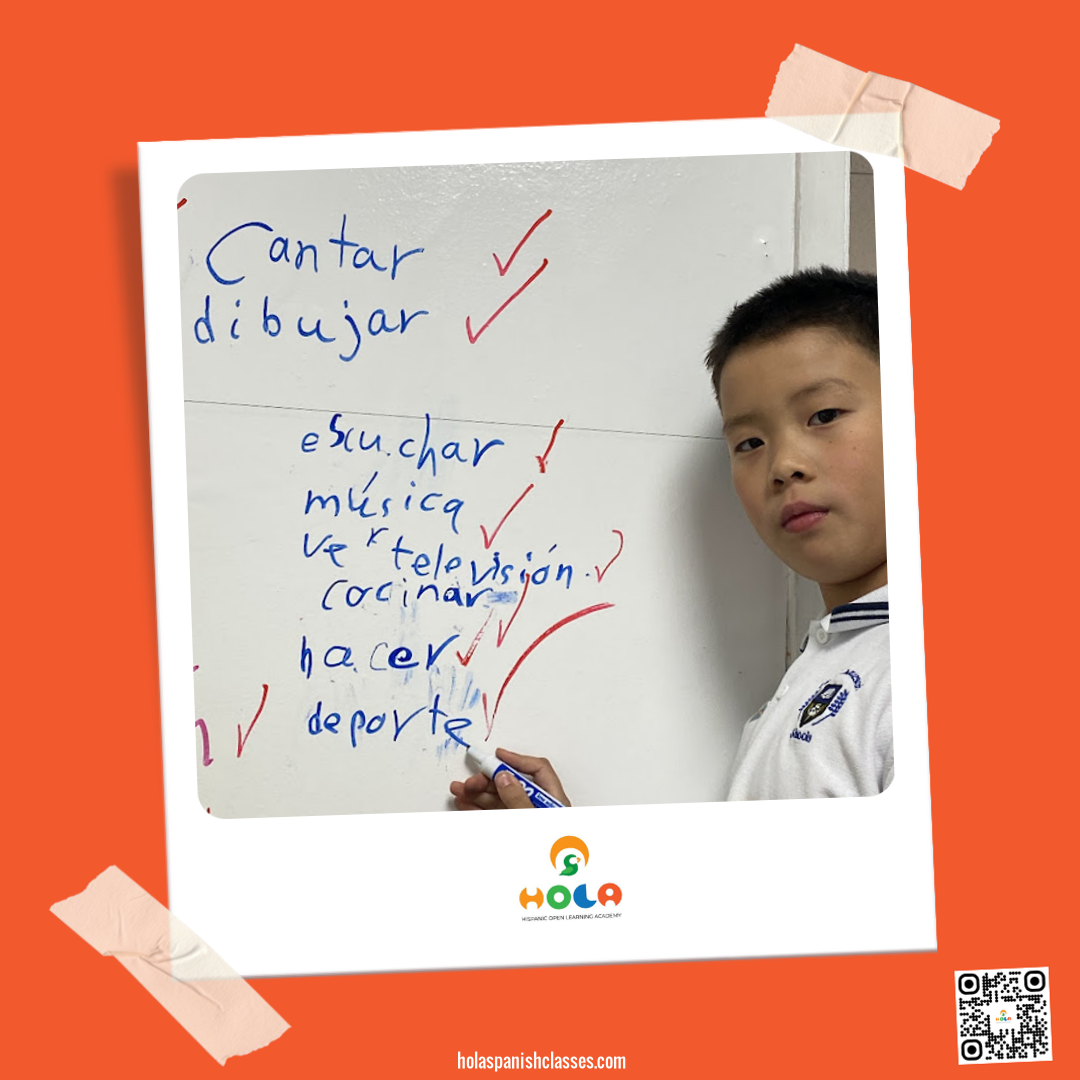 Cantar
dibujar
escuchar
música
ver televisión.
cocinar
hacer
deporte
HOLA
HISPANIC OPEN LEARNING ACADEMY
holaspanishclasses.com